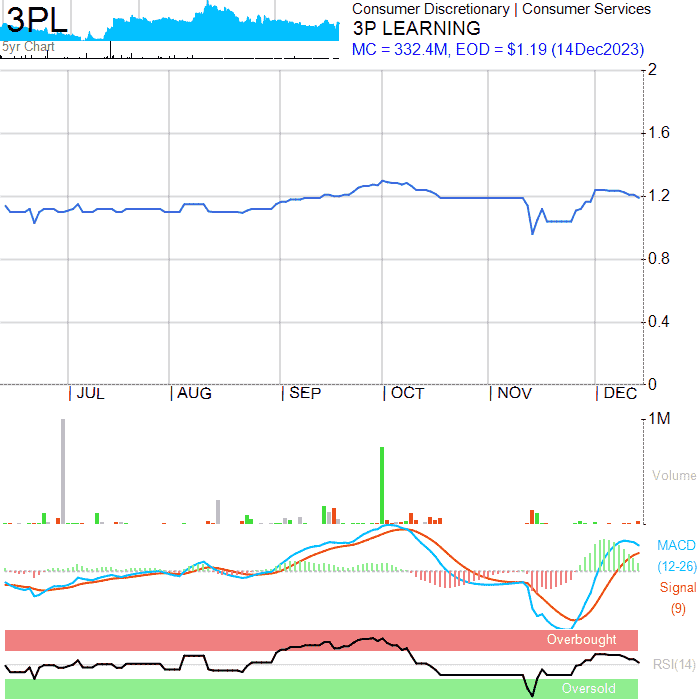 3PL
5yr Chart
Consumer Discretionary | Consumer Services
3P LEARNING
MC = 332.4M, EOD = $1.19 (14Dec2023)
2
1.6
1.2
0.8
0.4
0
JUL AUG SEP OCT NOV DEC
1M
Volume
MACD
(12-26)
Signal
(9)
Overbought
RSI(14)
Oversold